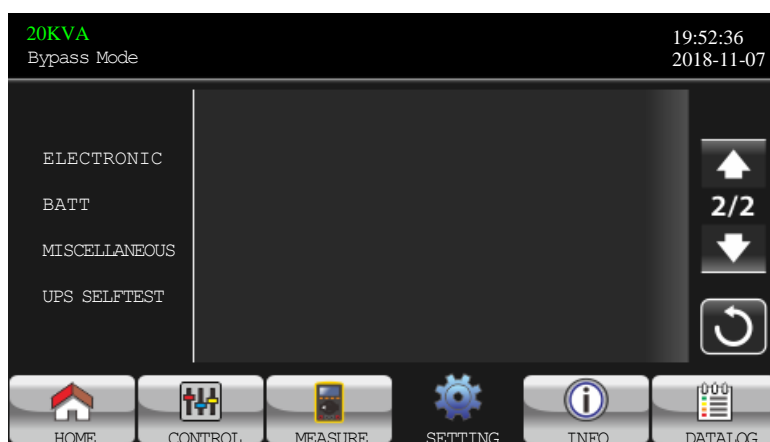 20KVA
Bypass Mode
19:52:36
2018-11-07
ELECTRONIC
BATT
MISCELLANEOUS
UPS SELFTEST
2/2
HOME
CONTROL
MEASURE
SETTING
INFO
DATALOG